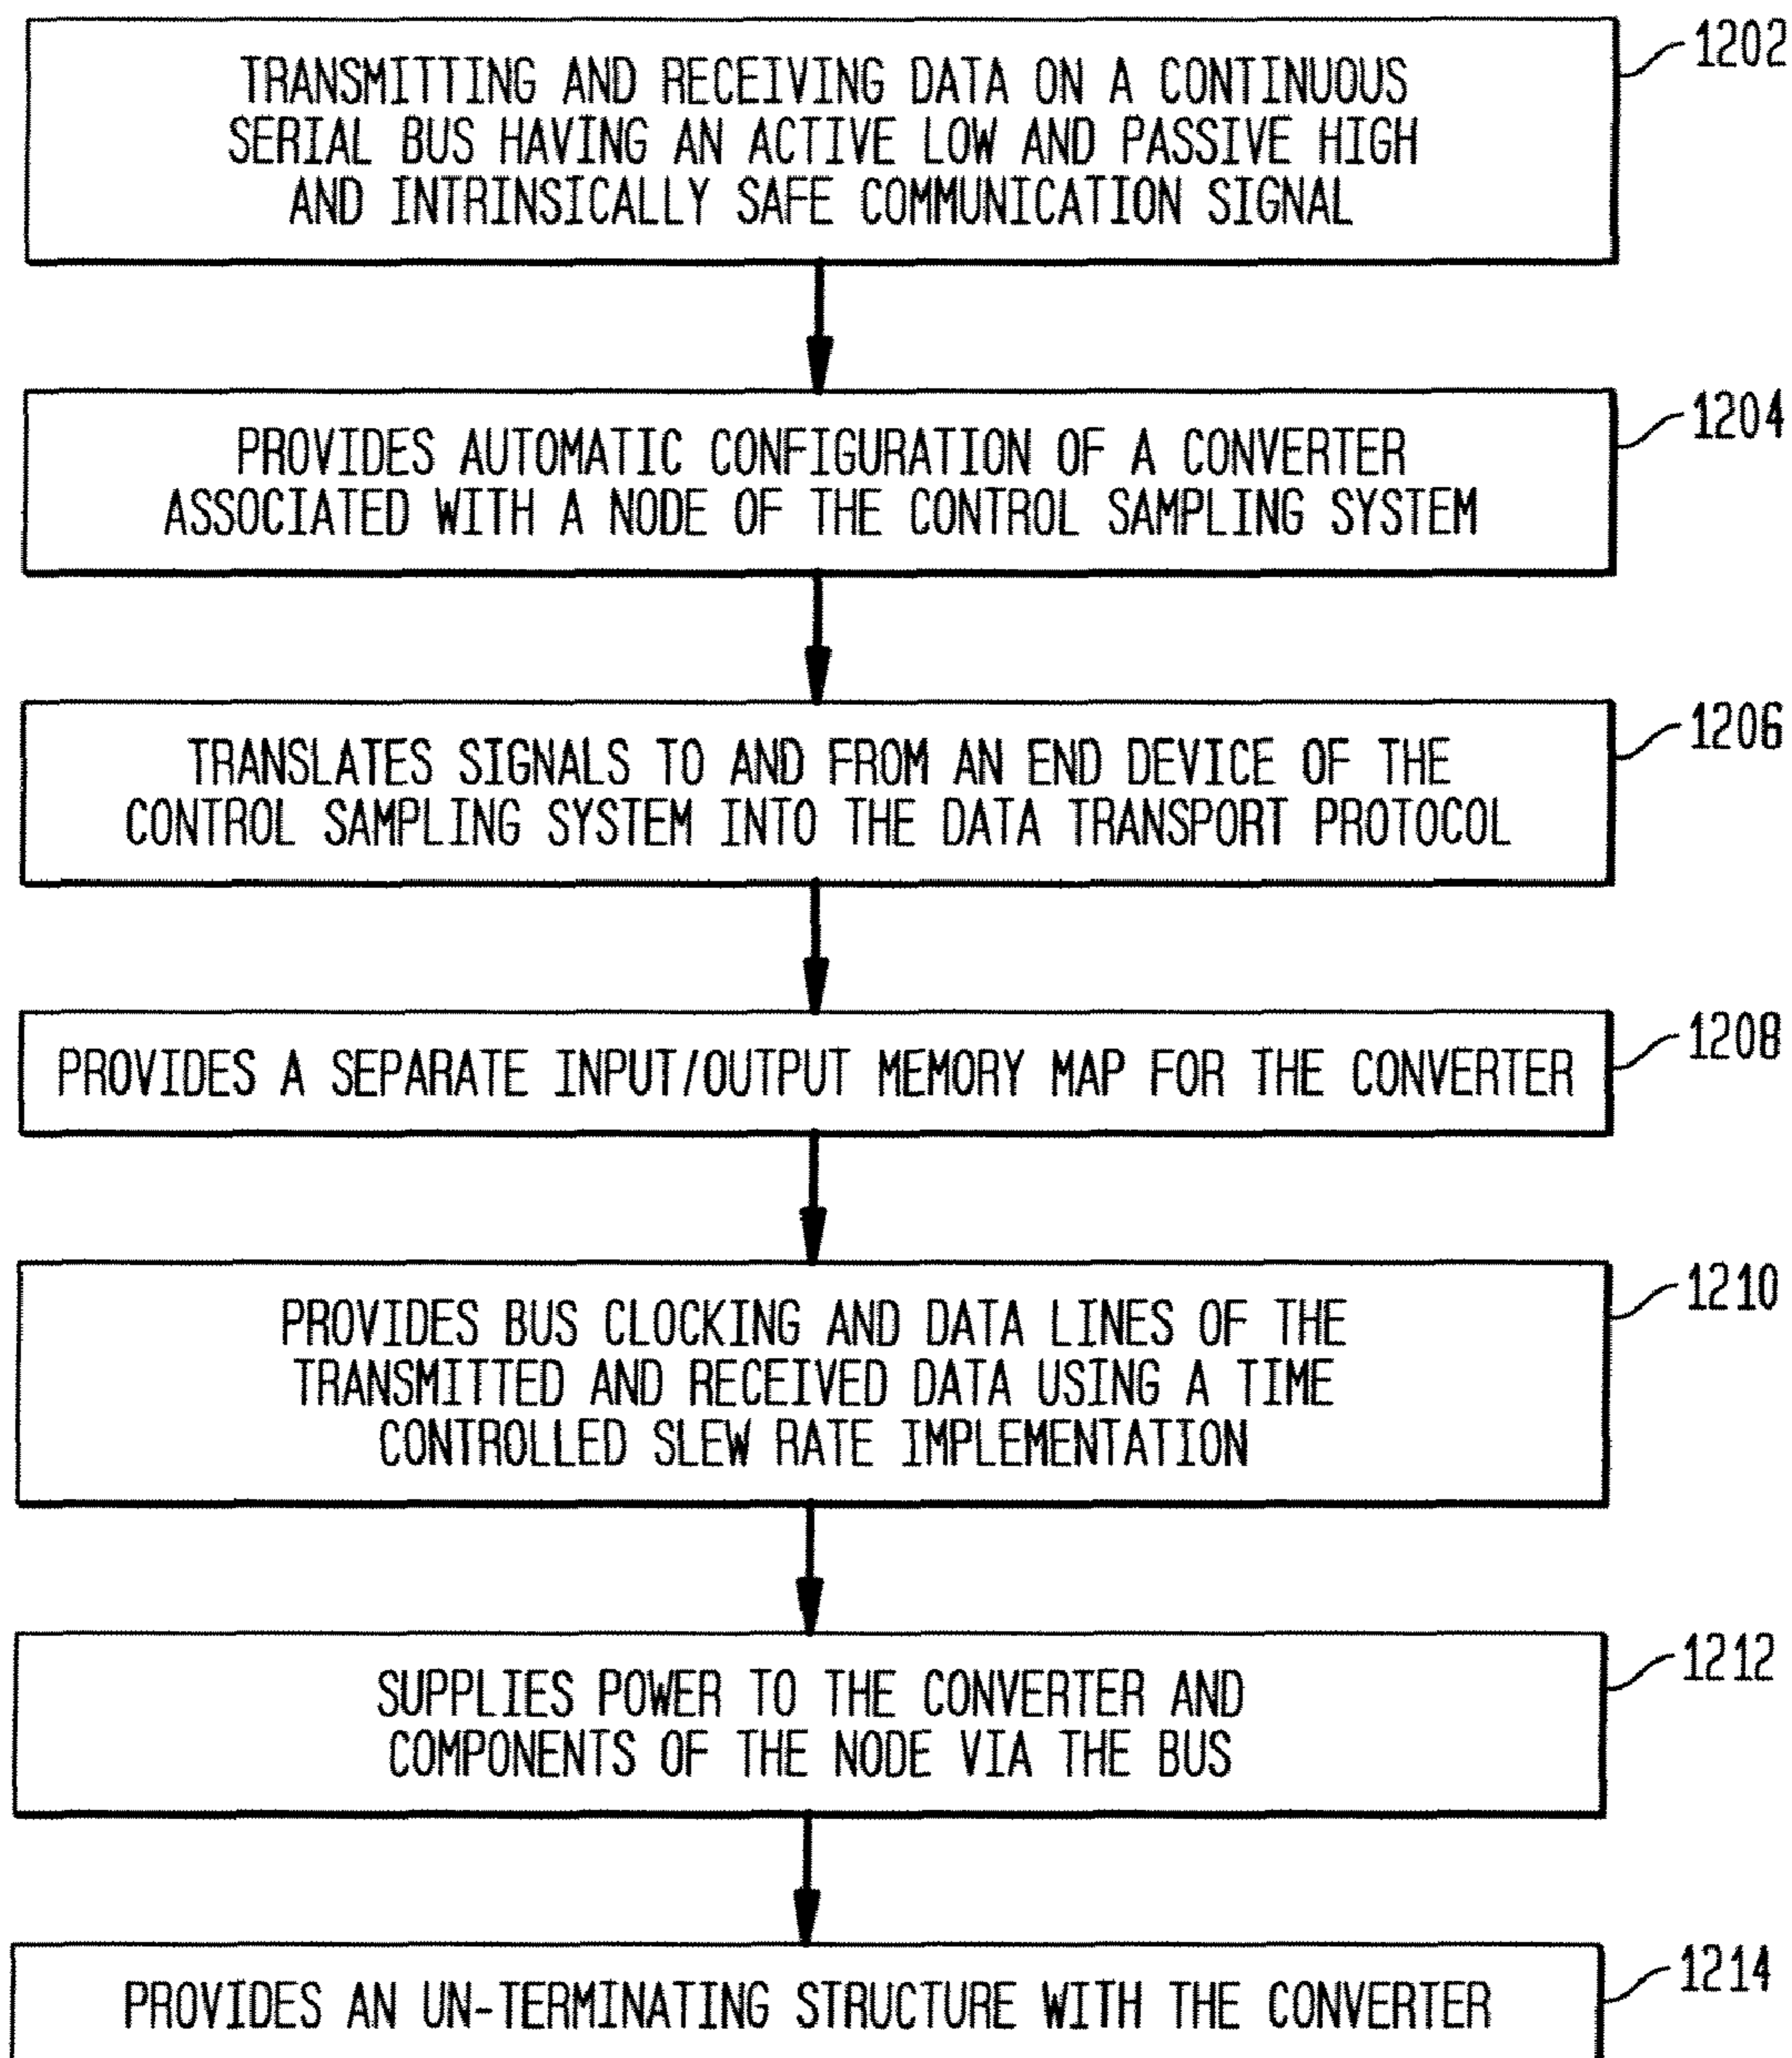 TRANSMITTING AND RECEIVING DATA ON A CONTINUOUS
SERIAL BUS HAVING AN ACTIVE LOW AND PASSIVE HIGH
AND INTRINSICALLY SAFE COMMUNICATION SIGNAL
1202
PROVIDES AUTOMATIC CONFIGURATION OF A CONVERTER
ASSOCIATED WITH A NODE OF THE CONTROL SAMPLING SYSTEM
1204
TRANSLATES SIGNALS TO AND FROM AN END DEVICE OF THE
CONTROL SAMPLING SYSTEM INTO THE DATA TRANSPORT PROTOCOL
1206
PROVIDES A SEPARATE INPUT/OUTPUT MEMORY MAP FOR THE CONVERTER
1208
PROVIDES BUS CLOCKING AND DATA LINES OF THE
TRANSMITTED AND RECEIVED DATA USING A TIME
CONTROLLED SLEW RATE IMPLEMENTATION
1210
SUPPLIES POWER TO THE CONVERTER AND
COMPONENTS OF THE NODE VIA THE BUS
1212
PROVIDES AN UN-TERMINATING STRUCTURE WITH THE CONVERTER
1214